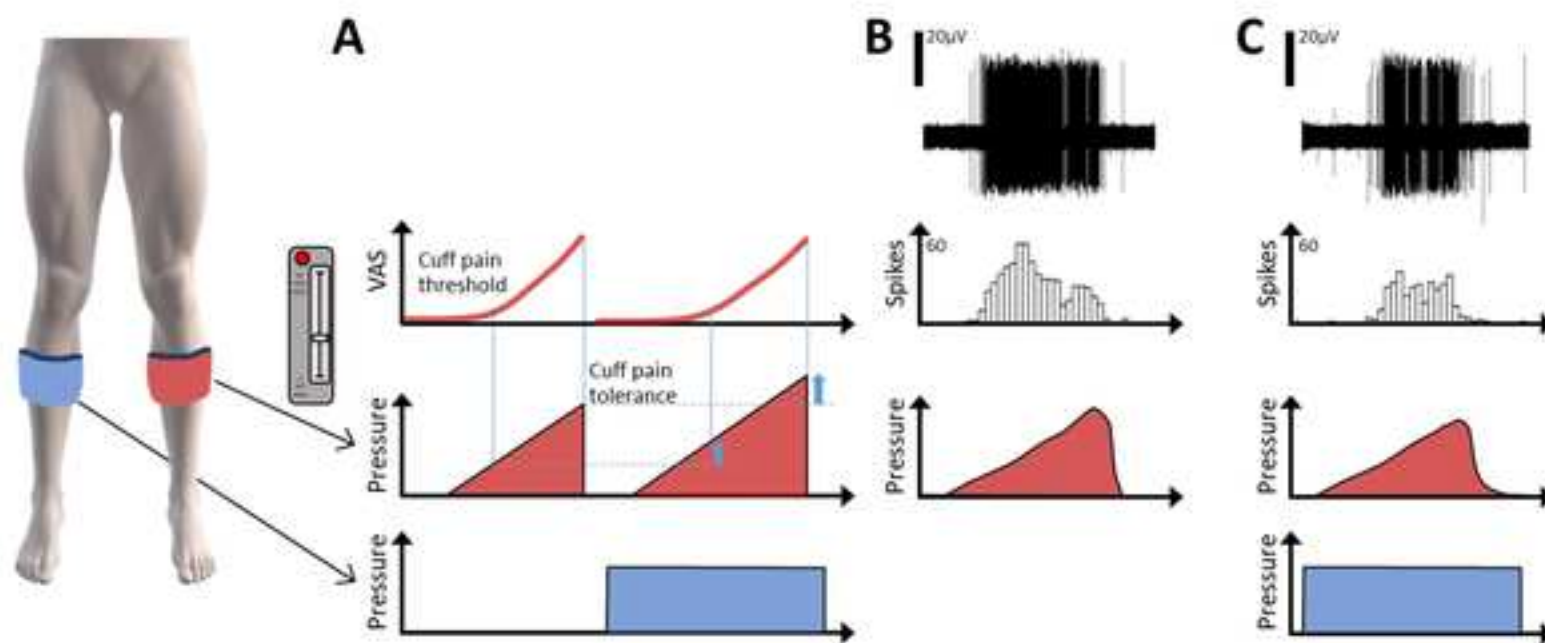 A
B
C
20µV
20µV
VAS
Cuff pain
threshold
Spikes
60
Spikes
60
Cuff pain
tolerance
Pressure
Pressure
Pressure
Pressure
Pressure